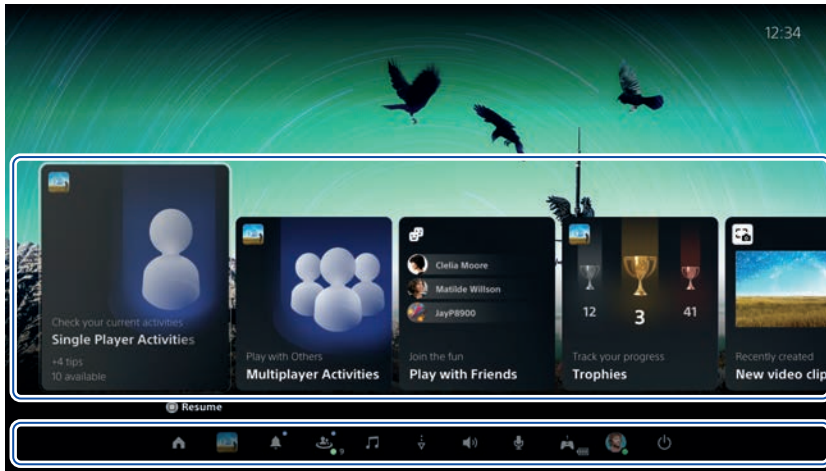 12:34
Check your current activities
Single Player Activities
+4 tips
10 available
Play with Others
Multiplayer Activities
Clelia Moore
Matilde Willson
JayP8900
Join the fun
Play with Friends
12
3
41
Track your progress
Trophies
Recently created
New video clip
Resume
9